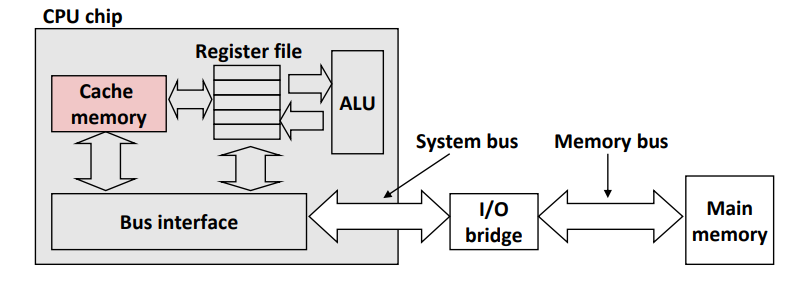 CPU chip
Register file
Cache
memory
ALU
System bus
Memory bus
Bus interface
I/O
bridge
Main
memory